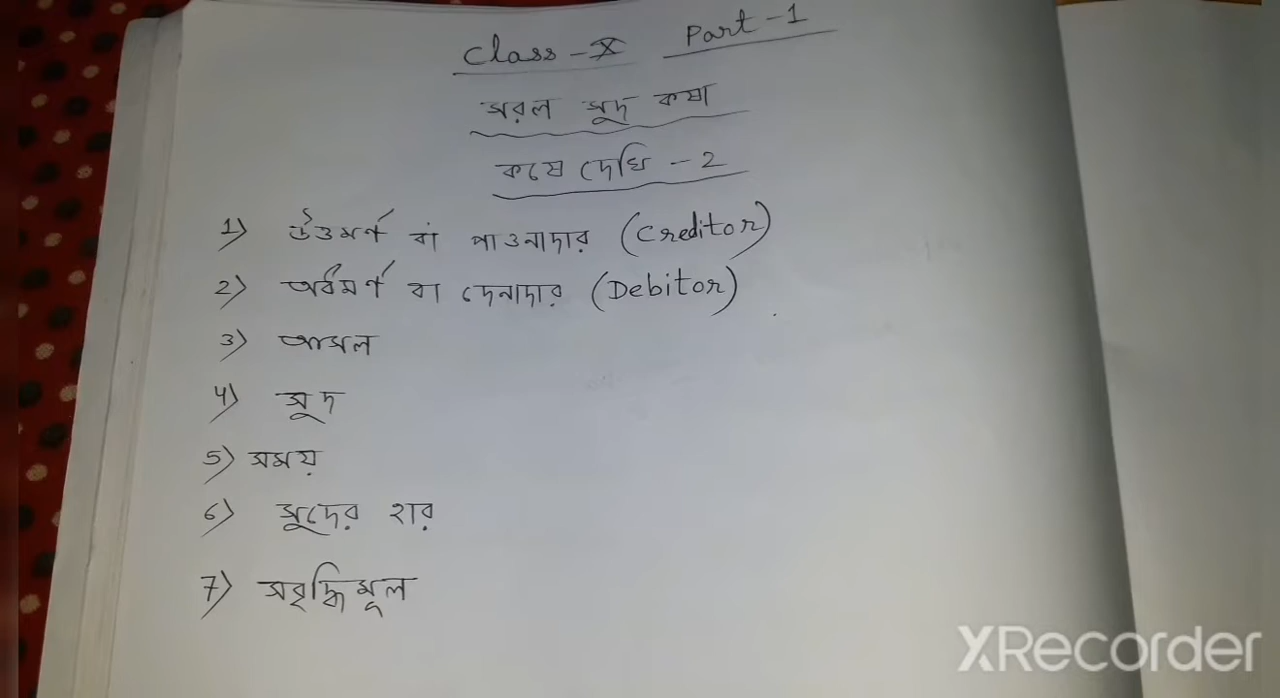 Class - X Part - 1
সরল সুদ কষা
কষে দেখি - 2
1) উত্তমর্ণ বা পাওনাদার (Creditor)
2) অধমর্ণ বা দেনাদার (Debitor)
3) আসল
4) সুদ
5) সময়
6) সুদের হার
7) সবৃদ্ধিমূল
XRecorder